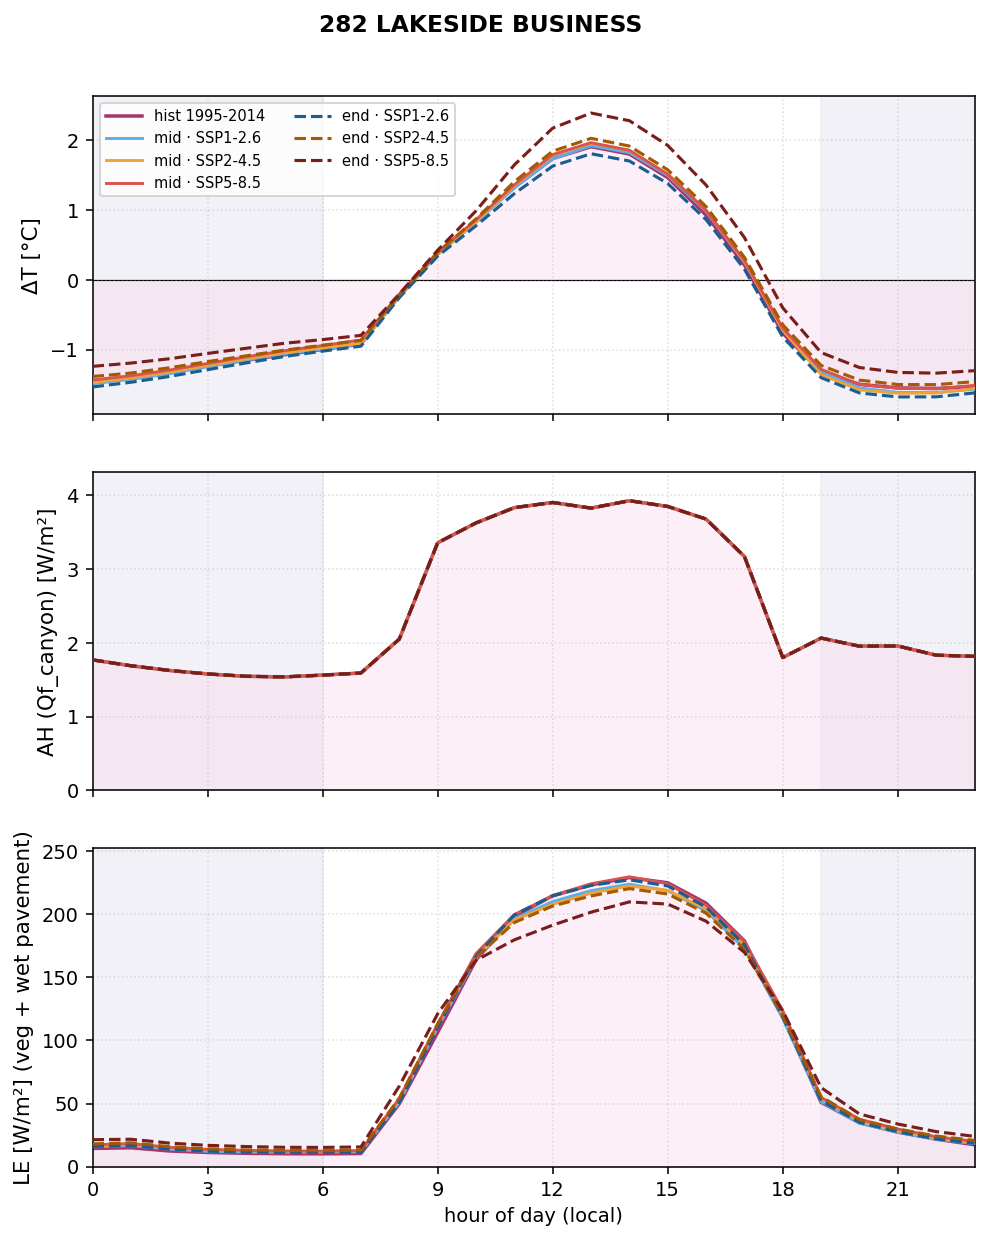 282 LAKESIDE BUSINESS
hist 1995-2014
mid · SSP1-2.6
mid · SSP2-4.5
mid · SSP5-8.5
end · SSP1-2.6
end · SSP2-4.5
end · SSP5-8.5
ΔT [°C]
2
1
0
−1
AH (Qf_canyon) [W/m²]
4
3
2
1
0
LE [W/m²] (veg + wet pavement)
250
200
150
100
50
0
0 3 6 9 12 15 18 21
hour of day (local)